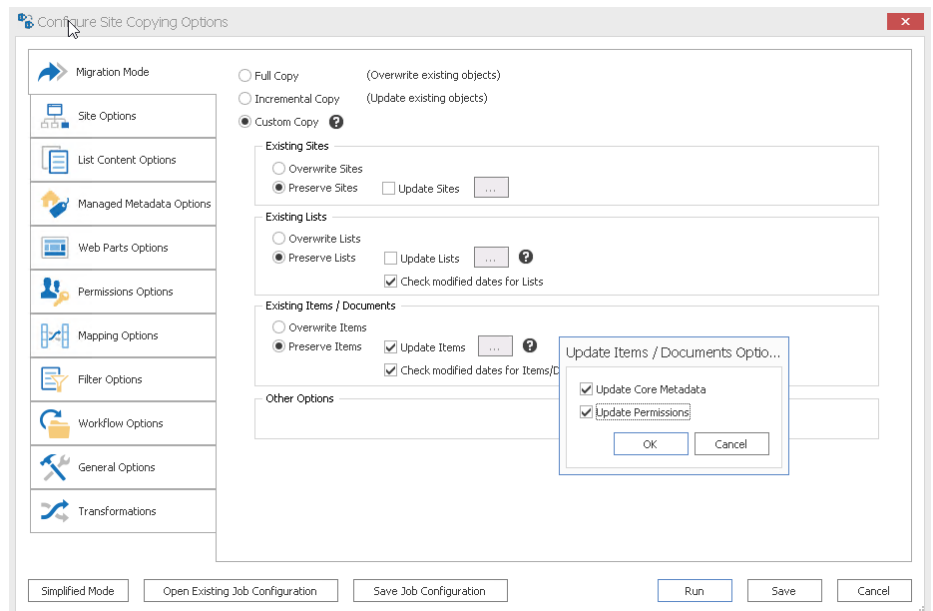 Configure Site Copying Options
Migration Mode
Site Options
List Content Options
Managed Metadata Options
Web Parts Options
Permissions Options
Mapping Options
Filter Options
Workflow Options
General Options
Transformations
Full Copy (Overwrite existing objects)
Incremental Copy (Update existing objects)
Custom Copy ?
Existing Sites
Overwrite Sites
Preserve Sites Update Sites ...
Existing Lists
Overwrite Lists
Preserve Lists Update Lists ... ?
Check modified dates for Lists
Existing Items / Documents
Overwrite Items
Preserve Items Update Items ... ?
Check modified dates for Items/D
Other Options
Update Items / Documents Optio...
Update Core Metadata
Update Permissions
OK Cancel
Simplified Mode Open Existing Job Configuration Save Job Configuration Run Save Cancel